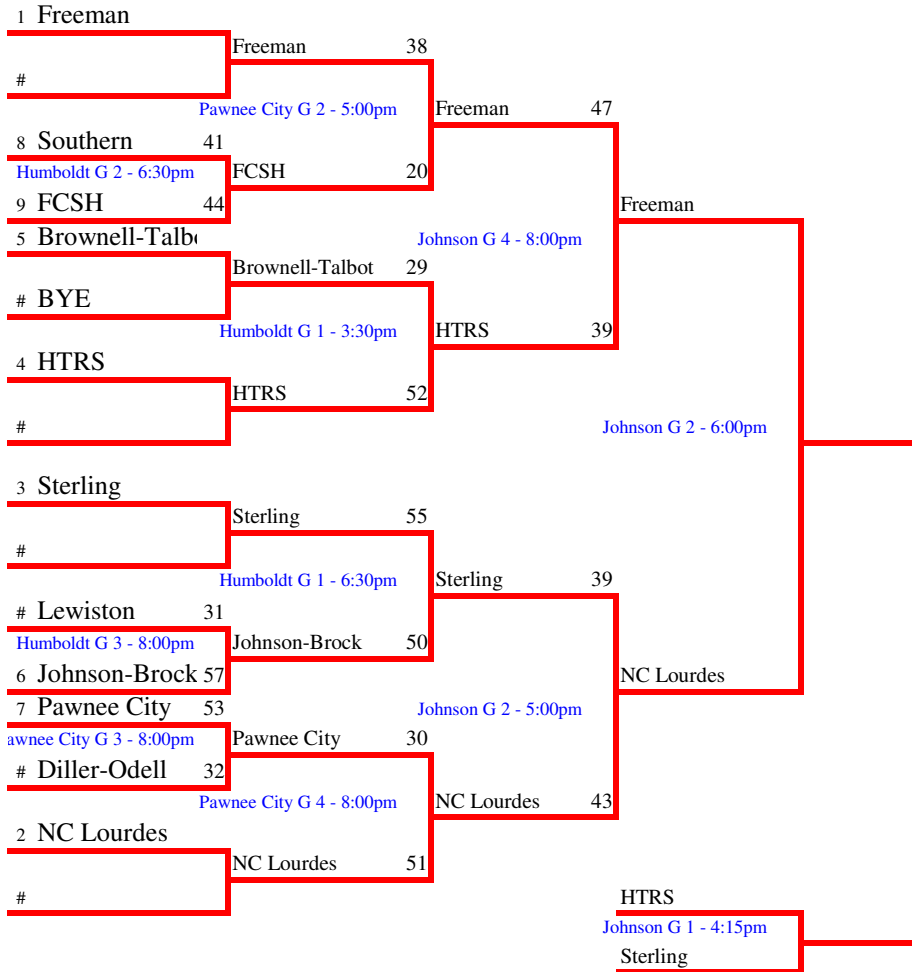 1 Freeman
Freeman 38
#
Pawnee City G 2 - 5:00pm
Freeman 47
8 Southern 41
Humboldt G 2 - 6:30pm
FCSH 20
9 FCSH 44
Freeman
5 Brownell-Talb
Johnson G 4 - 8:00pm
Brownell-Talbot 29
# BYE
Humboldt G 1 - 3:30pm
HTRS 39
4 HTRS
HTRS 52
#
Johnson G 2 - 6:00pm
3 Sterling
Sterling 55
#
Humboldt G 1 - 6:30pm
Sterling 39
# Lewiston 31
Humboldt G 3 - 8:00pm
Johnson-Brock 50
6 Johnson-Brock 57
NC Lourdes
7 Pawnee City 53
Johnson G 2 - 5:00pm
awnee City G 3 - 8:00pm
Pawnee City 30
# Diller-Odell 32
Pawnee City G 4 - 8:00pm
NC Lourdes 43
2 NC Lourdes
NC Lourdes 51
#
HTRS
Johnson G 1 - 4:15pm
Sterling